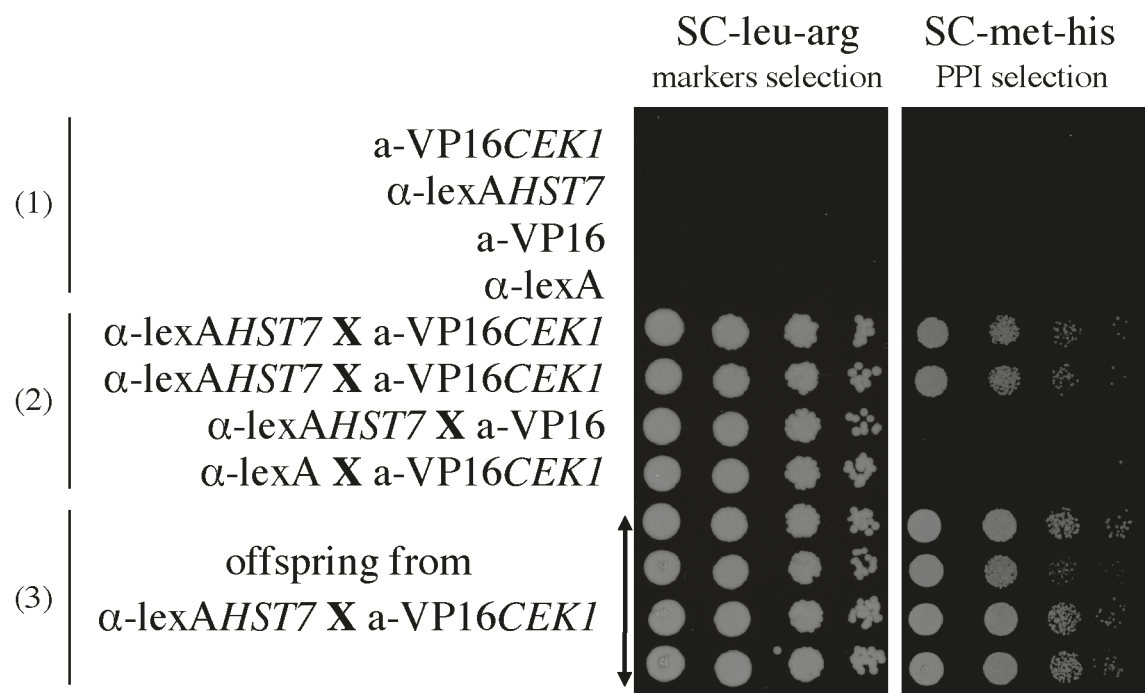 SC-leu-arg SC-met-his
markers selection PPI selection
(1)
a-VP16CEK1
α-lexAHST7
a-VP16
α-lexA
(2)
α-lexAHST7 X a-VP16CEK1
α-lexAHST7 X a-VP16CEK1
α-lexAHST7 X a-VP16
α-lexA X a-VP16CEK1
(3)
offspring from
α-lexAHST7 X a-VP16CEK1